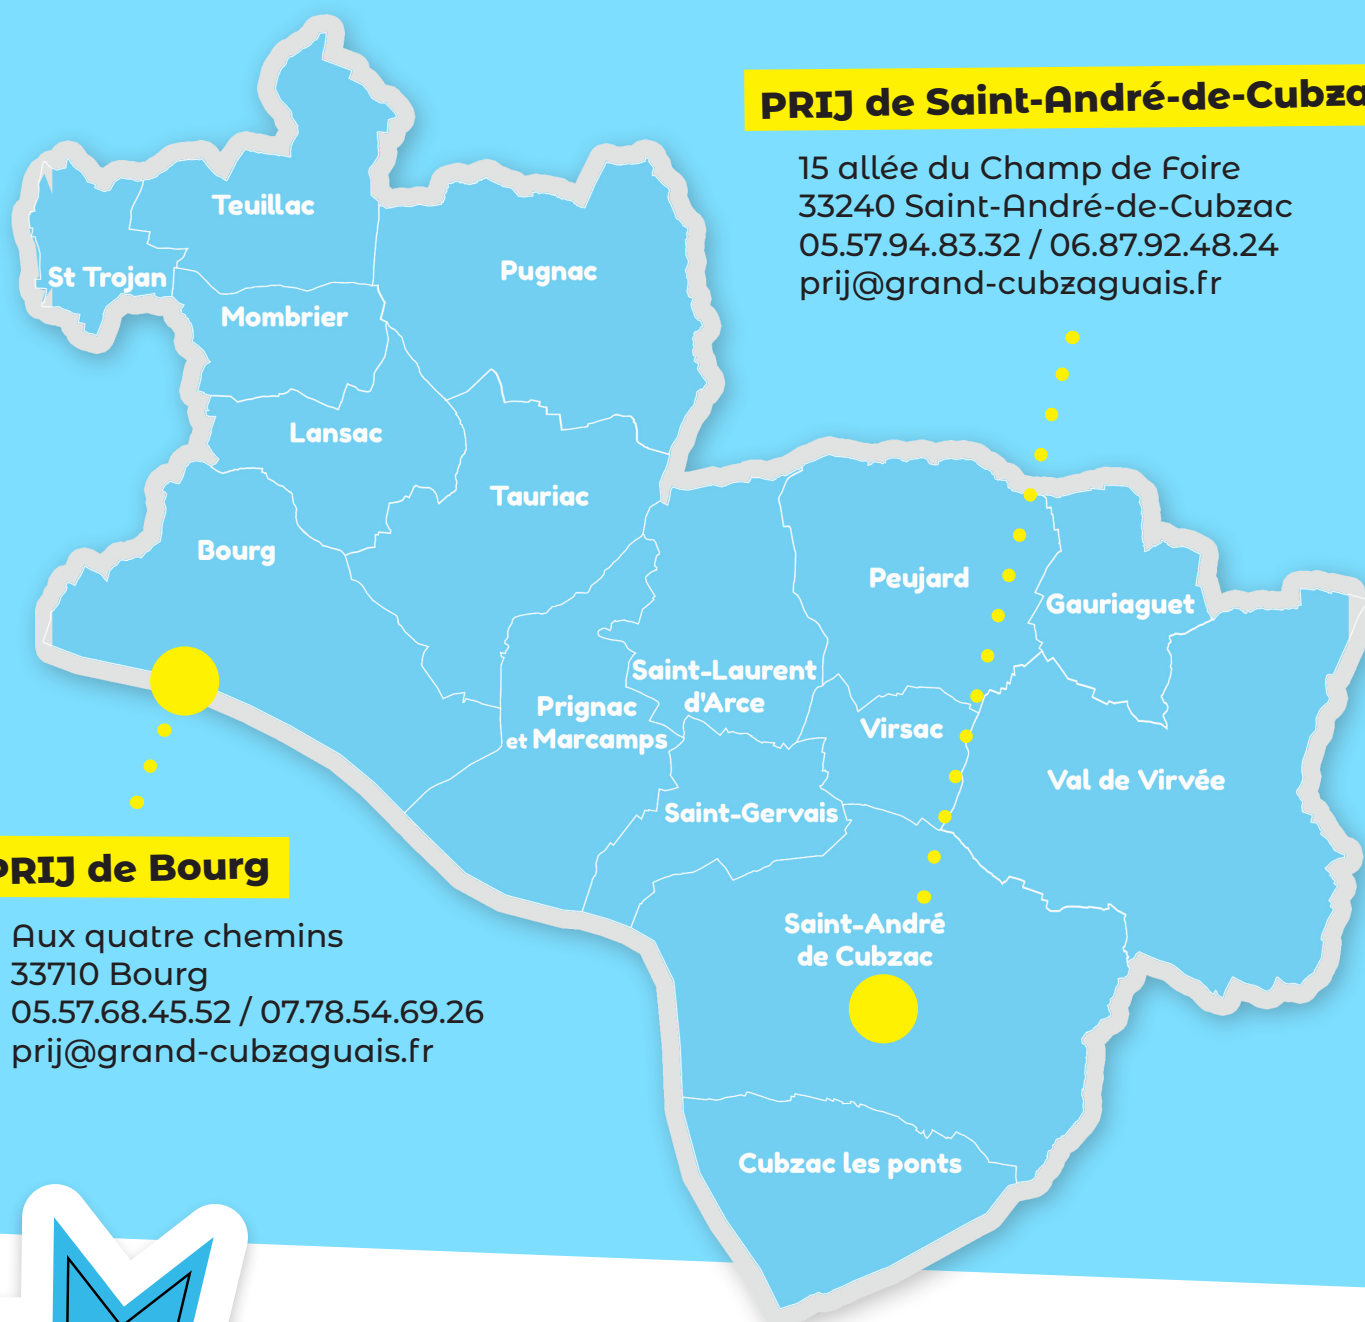 PRIJ de Saint-André-de-Cubza
15 allée du Champ de Foire
33240 Saint-André-de-Cubzac
05.57.94.83.32 / 06.87.92.48.24
prij@grand-cubzaguais.fr
Teuillac
St Trojan
Pugnac
Mombrier
Lansac
Tauriac
Bourg
Peujard
Gauriaguet
Saint-Laurent
d'Arce
Prignac
et Marcamps
Virsac
Val de Virvée
Saint-Gervais
PRIJ de Bourg
Aux quatre chemins
33710 Bourg
05.57.68.45.52 / 07.78.54.69.26
prij@grand-cubzaguais.fr
Saint-André
de Cubzac
Cubzac les ponts